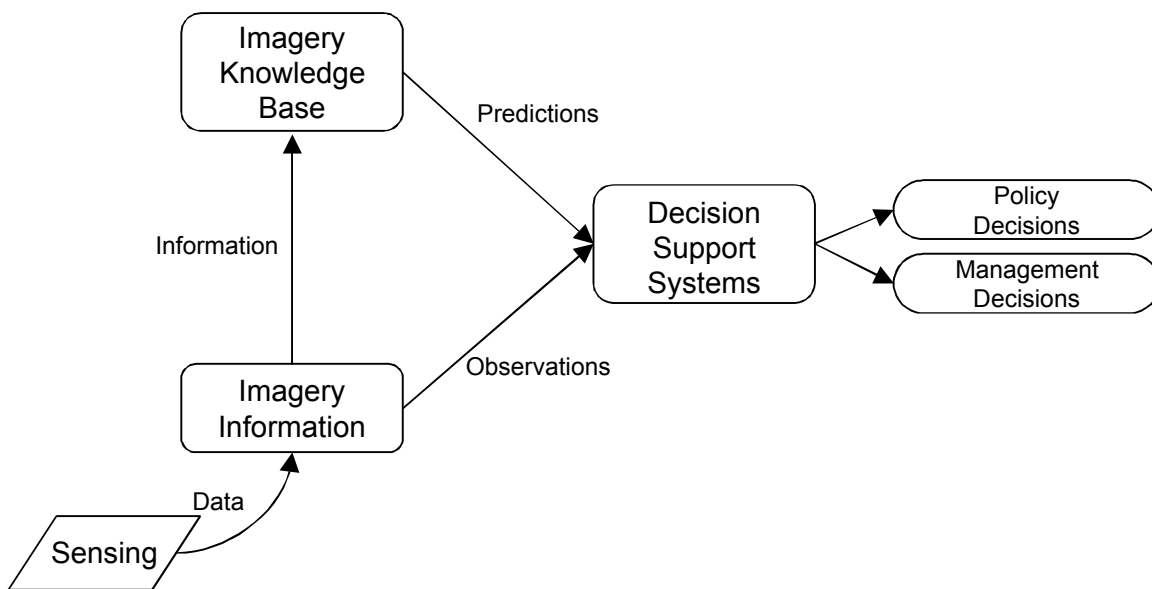 Imagery
Knowledge
Base
Predictions
Decision
Support
Systems
Policy
Decisions
Management
Decisions
Information
Imagery
Information
Observations
Data
Sensing